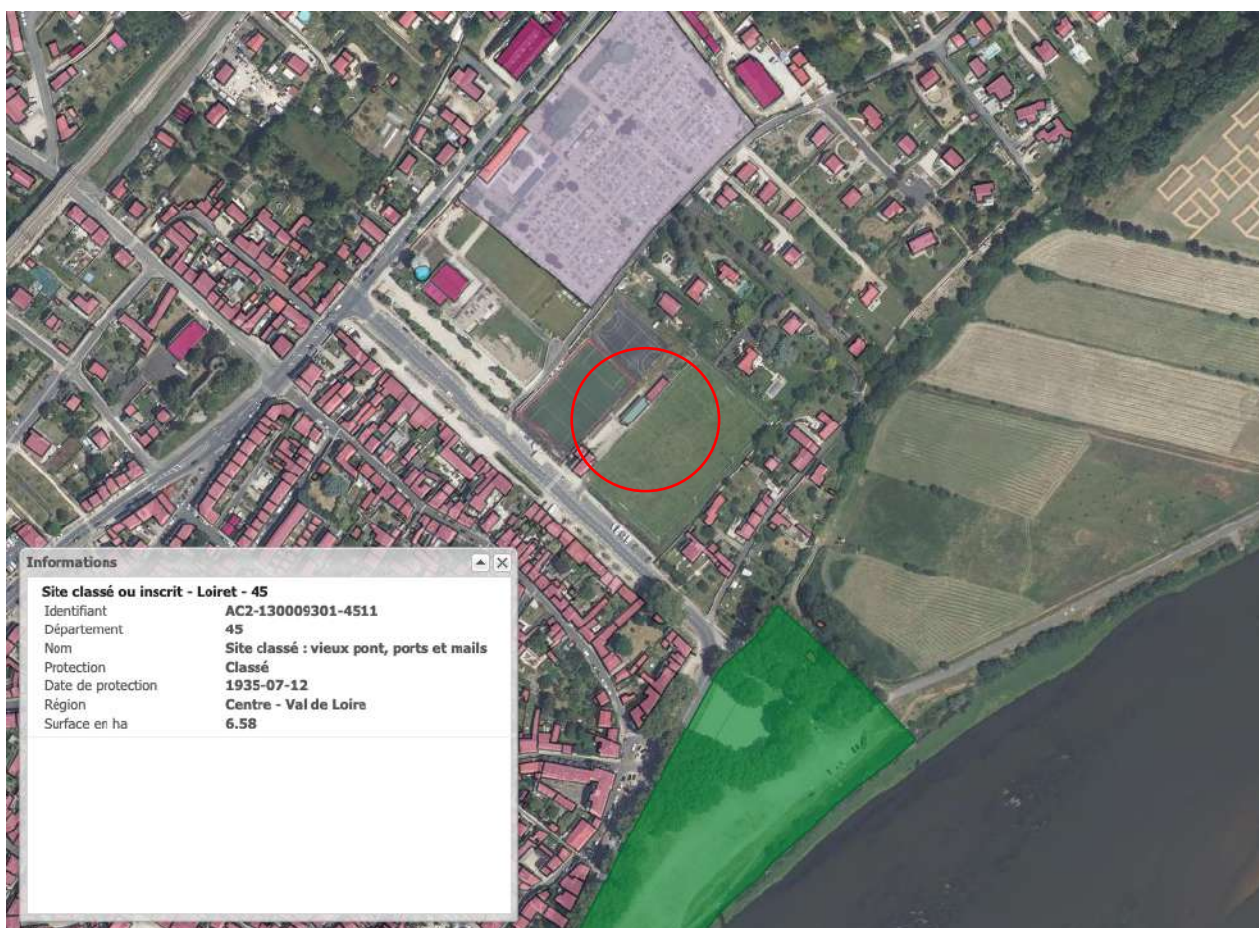 Informations
Site classé ou inscrit - Loiret - 45
Identifiant AC2-130009301-4511
Département 45
Nom Site classé : vieux pont, ports et mails
Protection Classé
Date de protection 1935-07-12
Région Centre - Val de Loire
Surface en ha 6.58